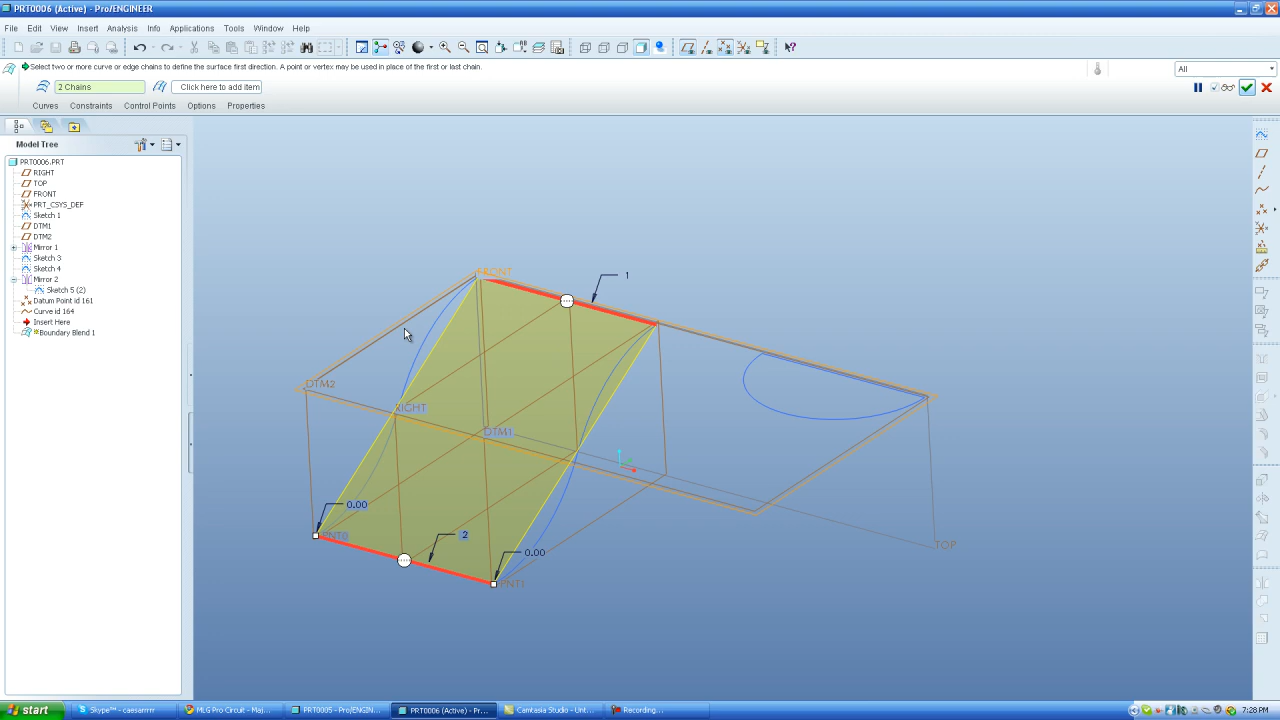 PRT0006 (Active) - Pro/ENGINEER
File Edit View Insert Analysis Info Applications Tools Window Help
Select two or more curve or edge chains to define the surface first direction. A point or vertex may be used in place of the first or last chain.
All
2 Chains
Click here to add item
Curves Constraints Control Points Options Properties
Model Tree
PRT0006.PRT
RIGHT
TOP
FRONT
PRT_CSYS_DEF
Sketch 1
DTM1
DTM2
Mirror 1
Sketch 3
Sketch 4
Mirror 2
Sketch 5 (2)
Datum Point id 161
Curve id 164
Insert Here
*Boundary Blend 1
FRONT
1
DTM2
RIGHT
DTM1
0.00
PNT0
2
0.00
PNT1
TOP
start
Skype™ - caesarrrrr
MLG Pro Circuit - Maj...
PRT0005 - Pro/ENGIN...
PRT0006 (Active) - Pr...
Camtasia Studio - Unt...
Recording...
7:28 PM